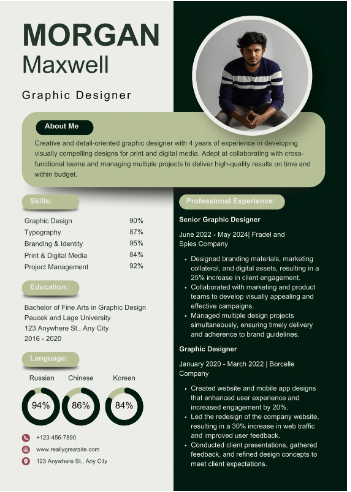 MORGAN
Maxwell
Graphic Designer
About Me
Creative and detail-oriented graphic designer with 4 years of experience in developing
visually compelling designs for print and digital media. Adept at collaborating with cross-
functional teams and managing multiple projects to deliver high-quality results on time and
within budget.
Skills:
Graphic Design 90%
Typography 87%
Branding & Identity 95%
Print & Digital Media 84%
Project Management 92%
Education:
Bachelor of Fine Arts in Graphic Design
Paucek and Lage University
123 Anywhere St., Any City
2016 - 2020
Language:
Russian Chinese Korean
94% 86% 84%
+123-456-7890
www.reallygreatsite.com
123 Anywhere St., Any City
Professional Experience:
Senior Graphic Designer
June 2022 - May 2024| Fradel and
Spies Company
• Designed branding materials, marketing
collateral, and digital assets, resulting in a
25% increase in client engagement.
• Collaborated with marketing and product
teams to develop visually appealing and
effective campaigns.
• Managed multiple design projects
simultaneously, ensuring timely delivery
and adherence to brand guidelines.
Graphic Designer
January 2020 - March 2022 | Borcelle
Company
• Created website and mobile app designs
that enhanced user experience and
increased engagement by 20%.
• Led the redesign of the company website,
resulting in a 30% increase in web traffic
and improved user feedback.
• Conducted client presentations, gathered
feedback, and refined design concepts to
meet client expectations.